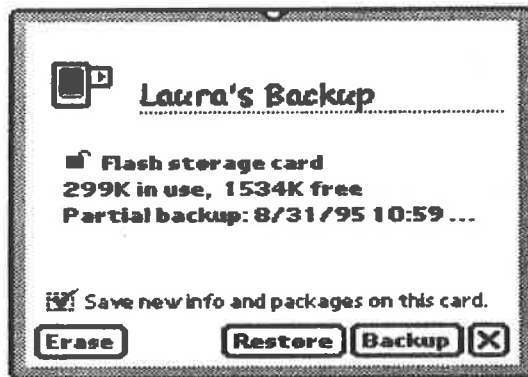 Laura's Backup
Flash storage card
299K in use, 1534K free
Partial backup: 8/31/95 10:59 ...
Save new info and packages on this card.
Erase Restore Backup X